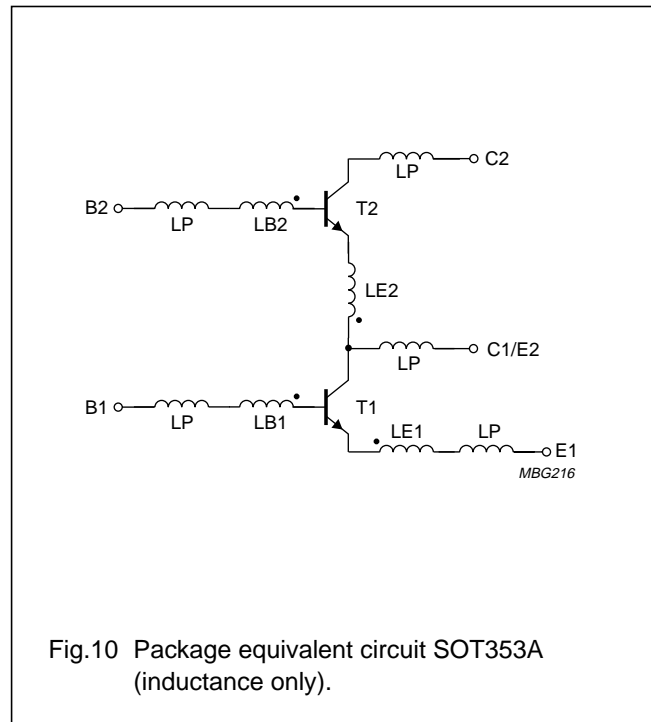 C2
LP
B2
T2
LP
LB2
LE2
C1/E2
LP
B1
T1
LP
LB1
LE1
LP
E1
MBG216
Fig.10 Package equivalent circuit SOT353A
(inductance only).